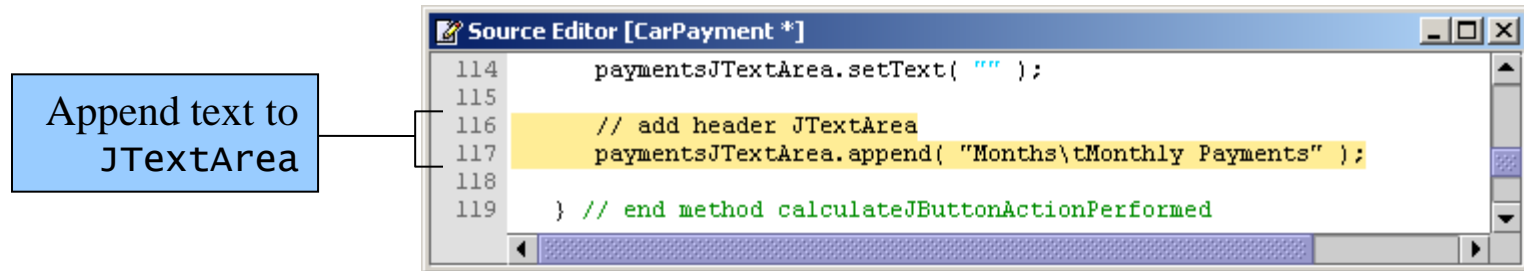 Source Editor [CarPayment *]
114 paymentsJTextArea.setText( "" );
115
Append text to
JTextArea
116 // add header JTextArea
117 paymentsJTextArea.append( "Months\tMonthly Payments" );
118
119 } // end method calculateJButtonActionPerformed